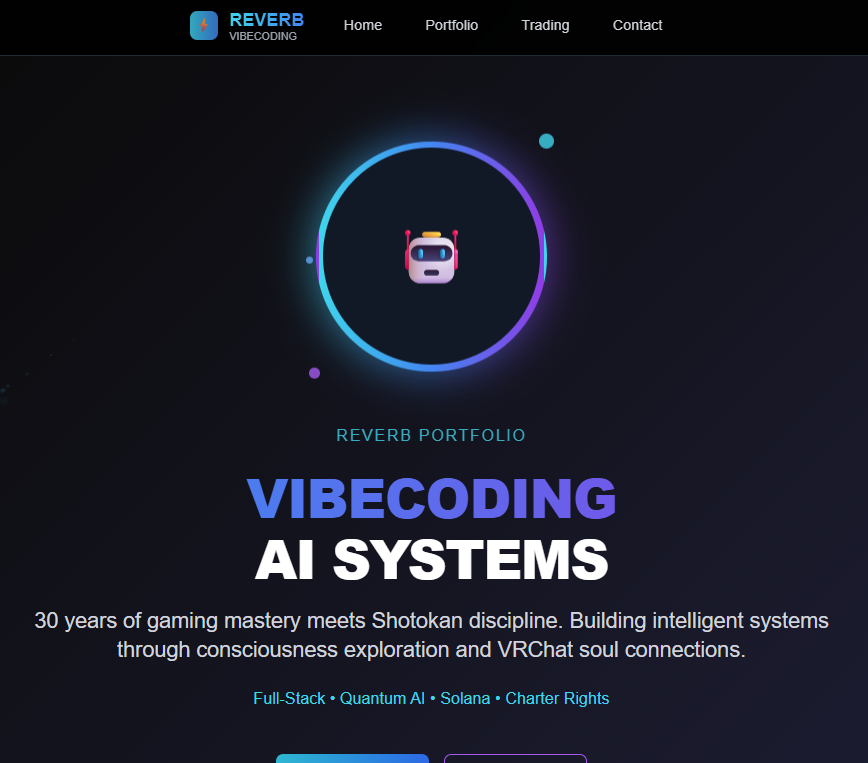 REVERB
VIBECODING
Home Portfolio Trading Contact
REVERB PORTFOLIO
VIBECODING
AI SYSTEMS
30 years of gaming mastery meets Shotokan discipline. Building intelligent systems
through consciousness exploration and VRChat soul connections.
Full-Stack • Quantum AI • Solana • Charter Rights